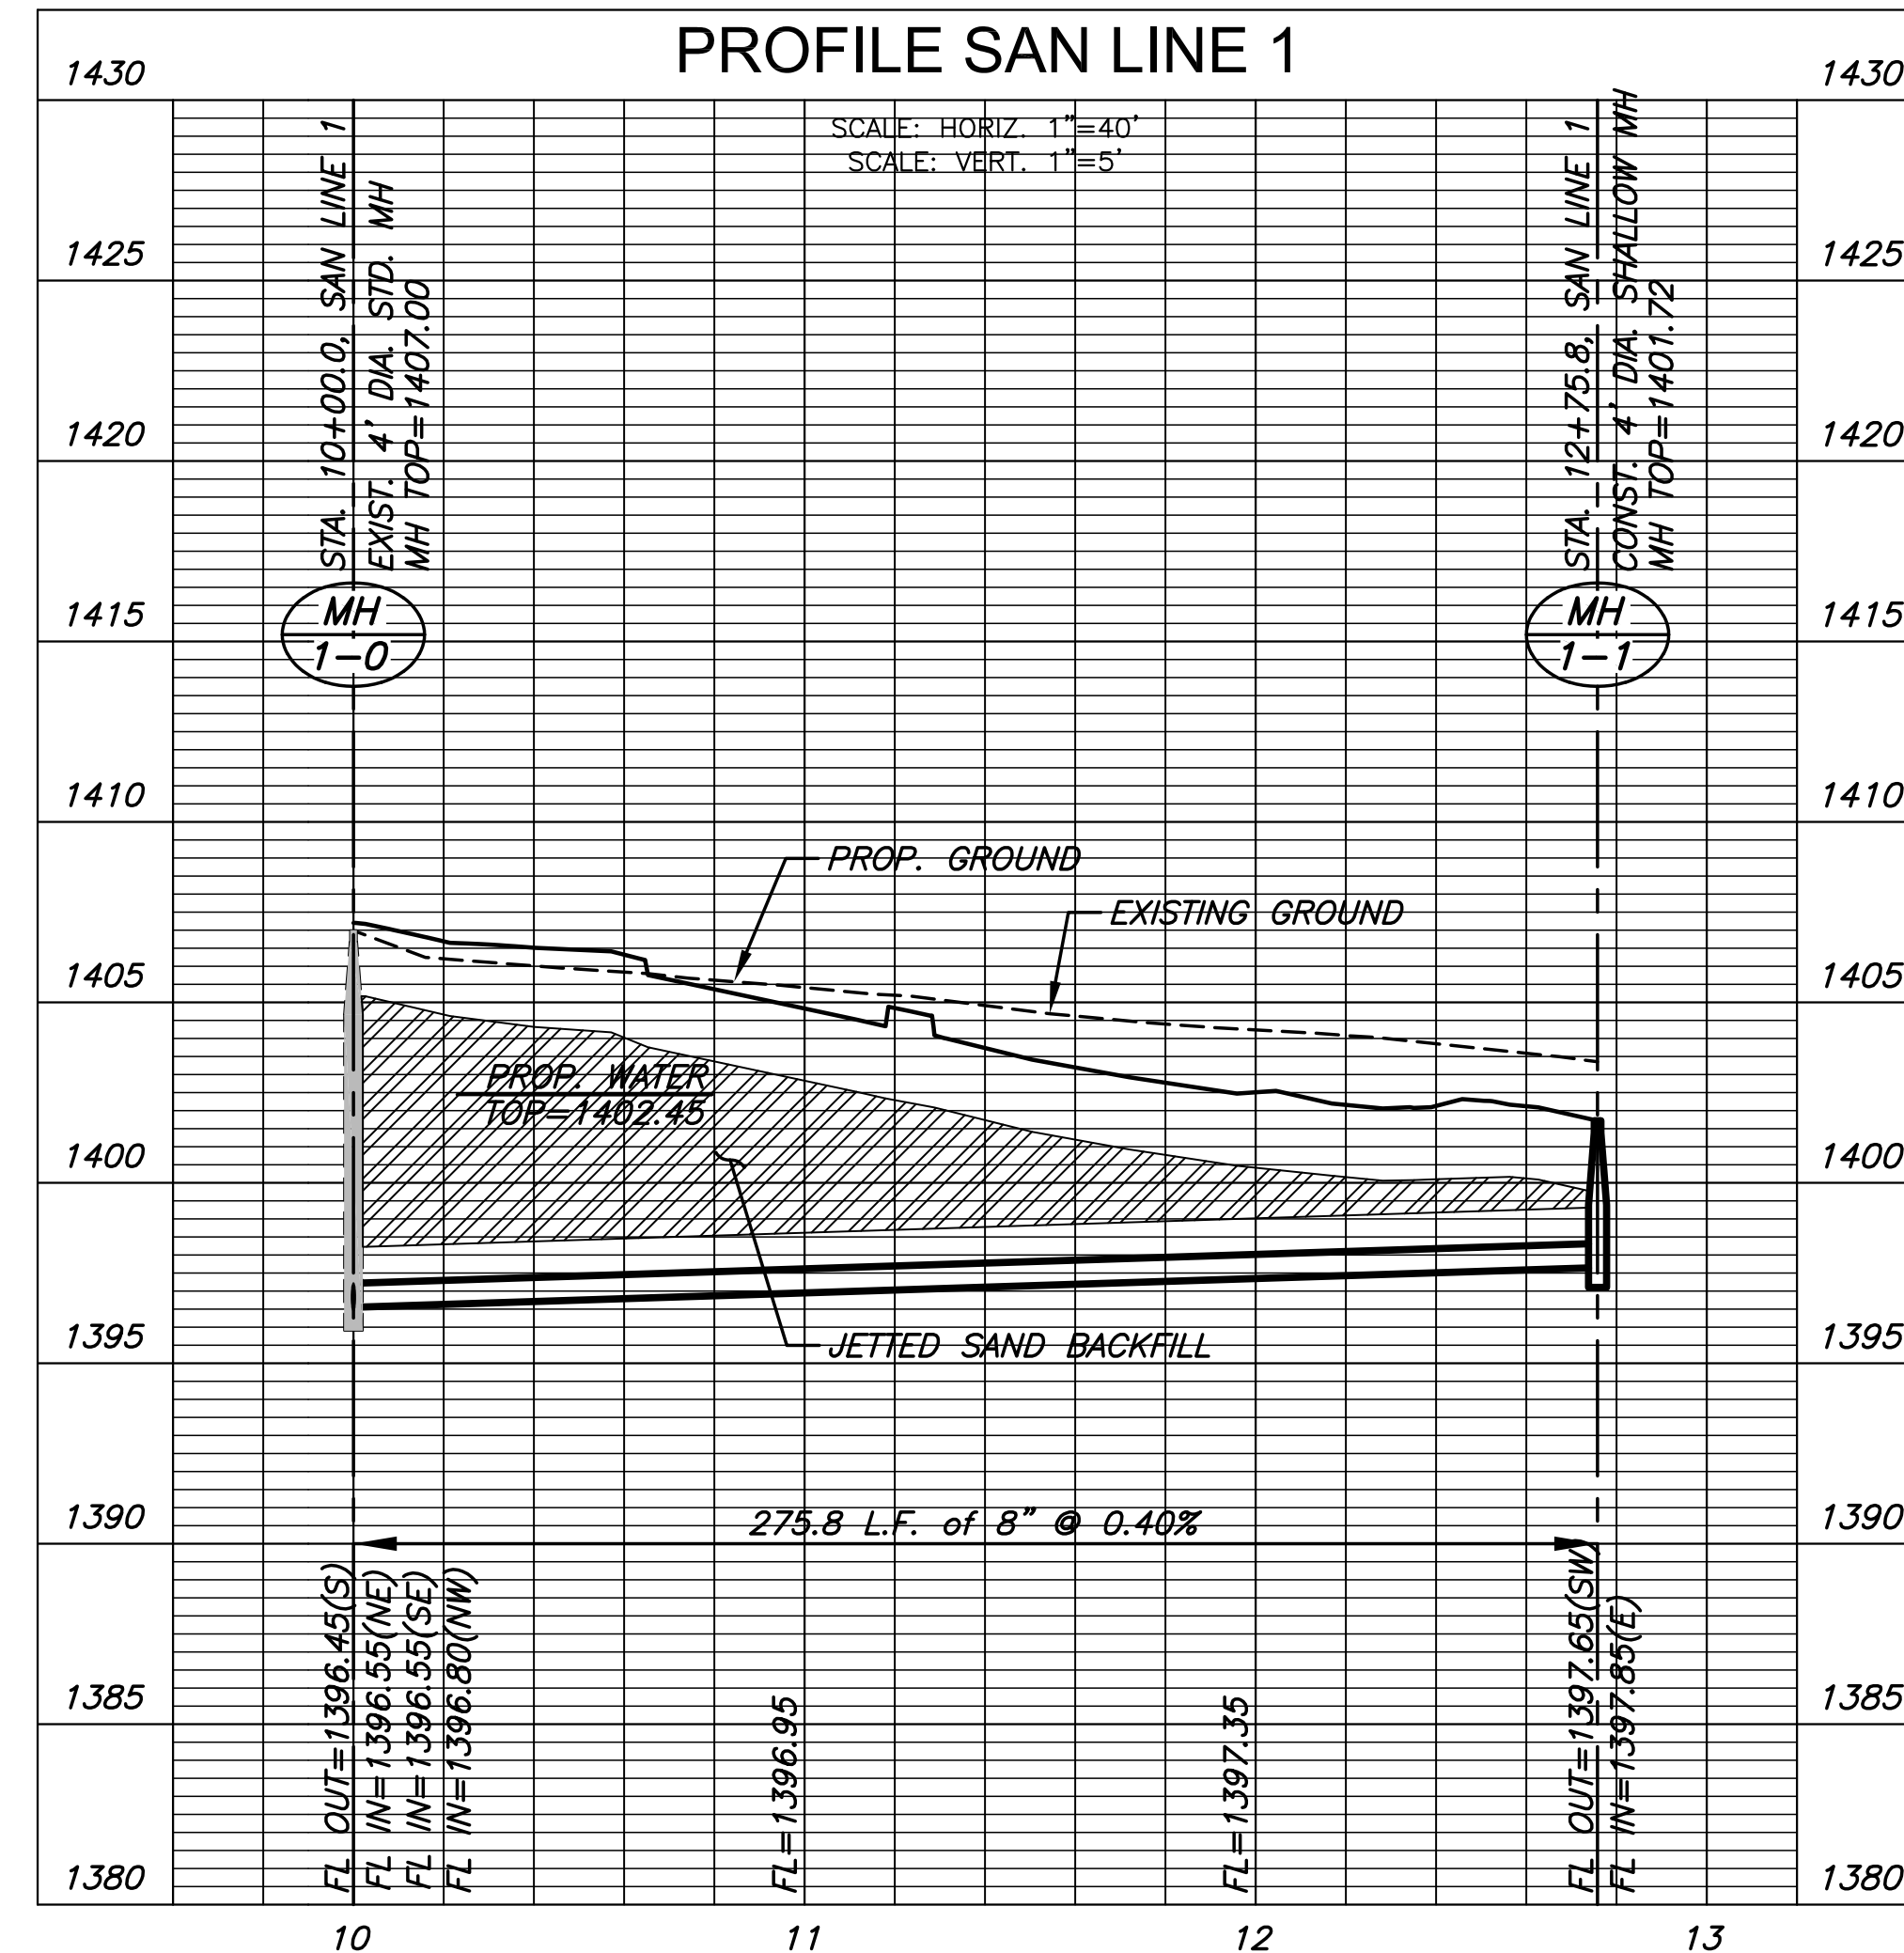 PROFILE SAN LINE 1
SCALE: HORIZ. 1"=40'
SCALE: VERT. 1"=5'
1430
1430
1425
1425
1420
1420
1415
1415
1410
1410
1405
1405
1400
1400
1395
1395
1390
1390
1385
1385
1380
1380
STA. 10+00.0, SAN LINE 1
EXIST. 4' DIA. STD. MH
MH TOP=1407.00
MH
1-0
STA. 12+75.8, SAN LINE 1
CONST. 4' DIA. SHALLOW MH
MH TOP=1401.72
MH
1-1
PROP. GROUND
EXISTING GROUND
PROP. WATER
TOP=1402.45
JETTED SAND BACKFILL
275.8 L.F. of 8" @ 0.40%
FL OUT=1396.45(S)
FL IN=1396.55(NE)
FL IN=1396.55(SE)
FL IN=1396.80(NW)
FL=1396.95
FL=1397.35
FL OUT=1397.65(SW)
FL IN=1397.85(E)
10
11
12
13